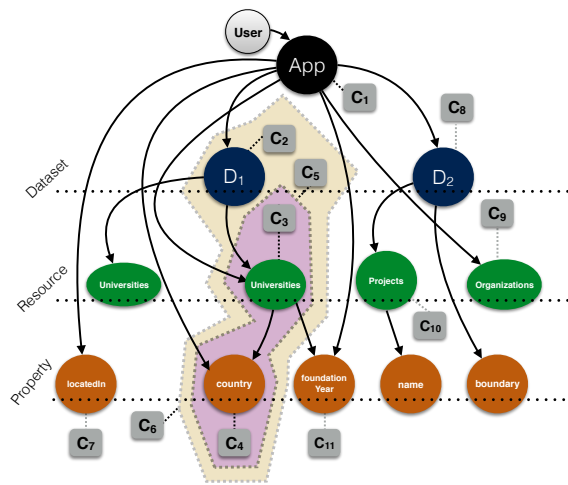 User
App
C1
C8
C2
C5
Dataset
D1
D2
C3
C9
Resource
Universities
Universities
Projects
Organizations
C10
Property
locatedIn
country
foundation
Year
name
boundary
C6
C7
C4
C11